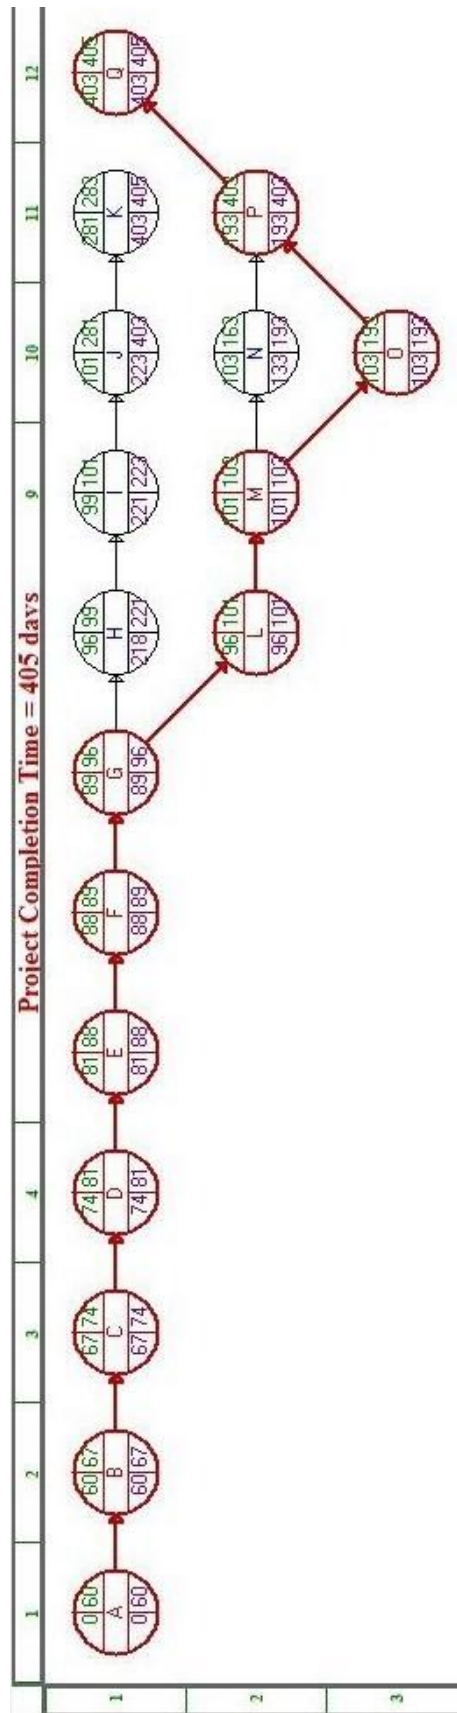 1 2 3 4 Project Completion Time = 405 days 9 10 11 12
0 60 60 67 67 74 74 81 81 88 88 89 89 96 96 99 99 101 101 281 281 283 403 405
1 A B C D E F G H I J K Q
0 60 60 67 67 74 74 81 81 88 88 89 89 96 218 221 221 223 223 403 403 405 403 405
96 101 101 103 103 163 193 403
2 L M N P
96 101 101 103 133 193 193 403
103 193
3 O
103 193